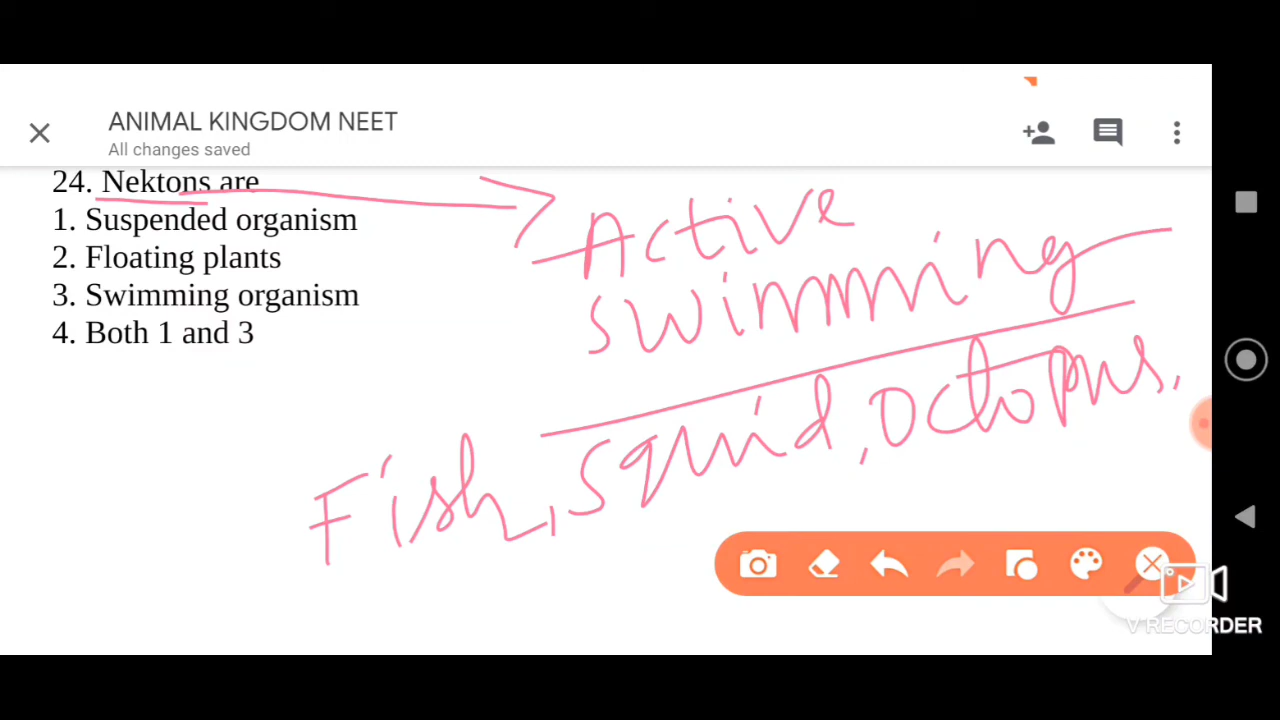 ANIMAL KINGDOM NEET
All changes saved
24. Nektons are
1. Suspended organism
2. Floating plants
3. Swimming organism
4. Both 1 and 3
Active
swimming
Fish, squid, octopus.
V RECORDER